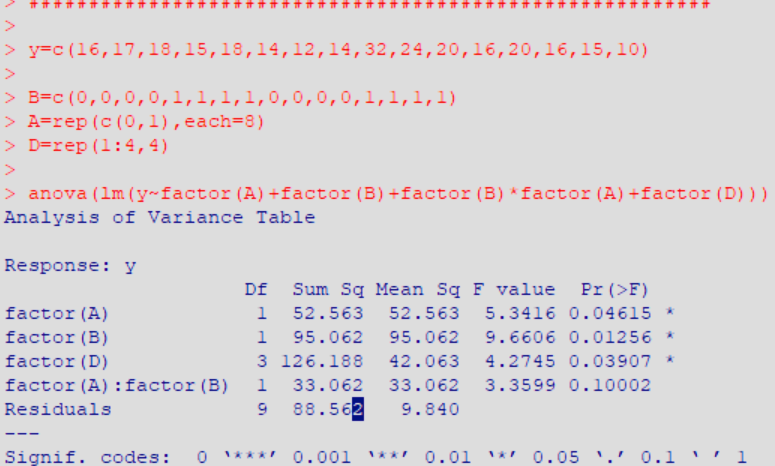 > #########################################################
>
> y=c(16,17,18,15,18,14,12,14,32,24,20,16,20,16,15,10)
>
> B=c(0,0,0,0,1,1,1,1,0,0,0,0,1,1,1,1)
> A=rep(c(0,1),each=8)
> D=rep(1:4,4)
>
> anova(lm(y~factor(A)+factor(B)+factor(B)*factor(A)+factor(D)))
Analysis of Variance Table

Response: y
                   Df  Sum Sq Mean Sq F value  Pr(>F)
factor(A)           1  52.563  52.563  5.3416 0.04615 *
factor(B)           1  95.062  95.062  9.6606 0.01256 *
factor(D)           3 126.188  42.063  4.2745 0.03907 *
factor(A):factor(B)  1  33.062  33.062  3.3599 0.10002
Residuals           9  88.562   9.840
---
Signif. codes:  0 ‘***’ 0.001 ‘**’ 0.01 ‘*’ 0.05 ‘.’ 0.1 ‘ ’ 1